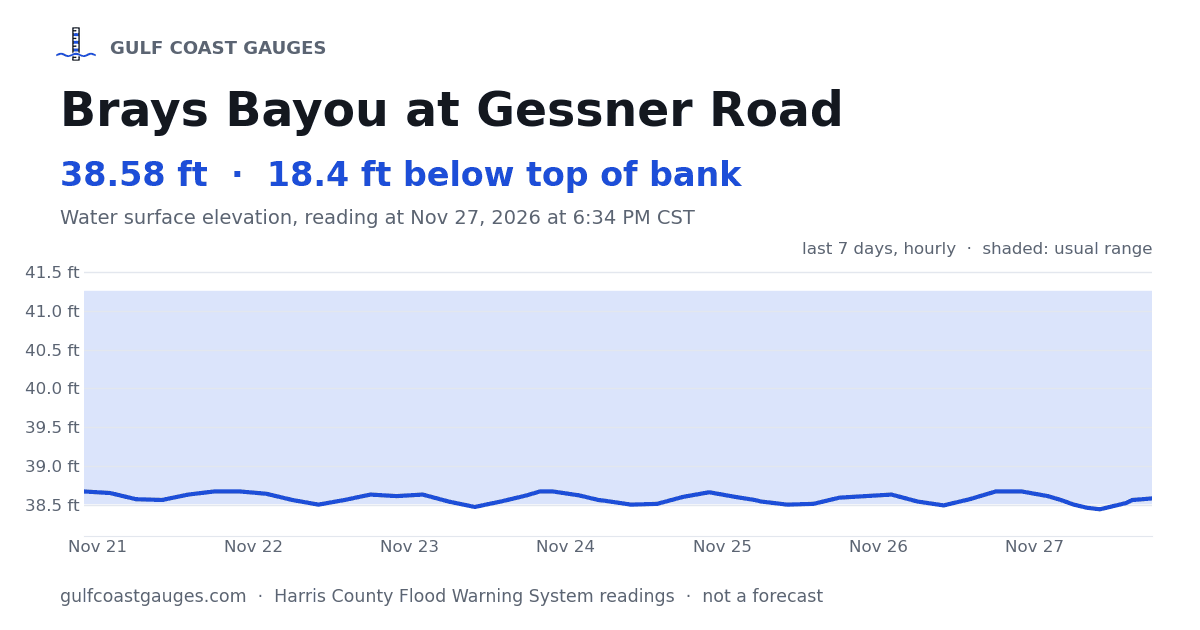 GULF COAST GAUGES
Brays Bayou at Gessner Road
38.58 ft · 18.4 ft below top of bank
Water surface elevation, reading at Nov 27, 2026 at 6:34 PM CST
last 7 days, hourly · shaded: usual range
41.5 ft
41.0 ft
40.5 ft
40.0 ft
39.5 ft
39.0 ft
38.5 ft
Nov 21 Nov 22 Nov 23 Nov 24 Nov 25 Nov 26 Nov 27
gulfcoastgauges.com · Harris County Flood Warning System readings · not a forecast